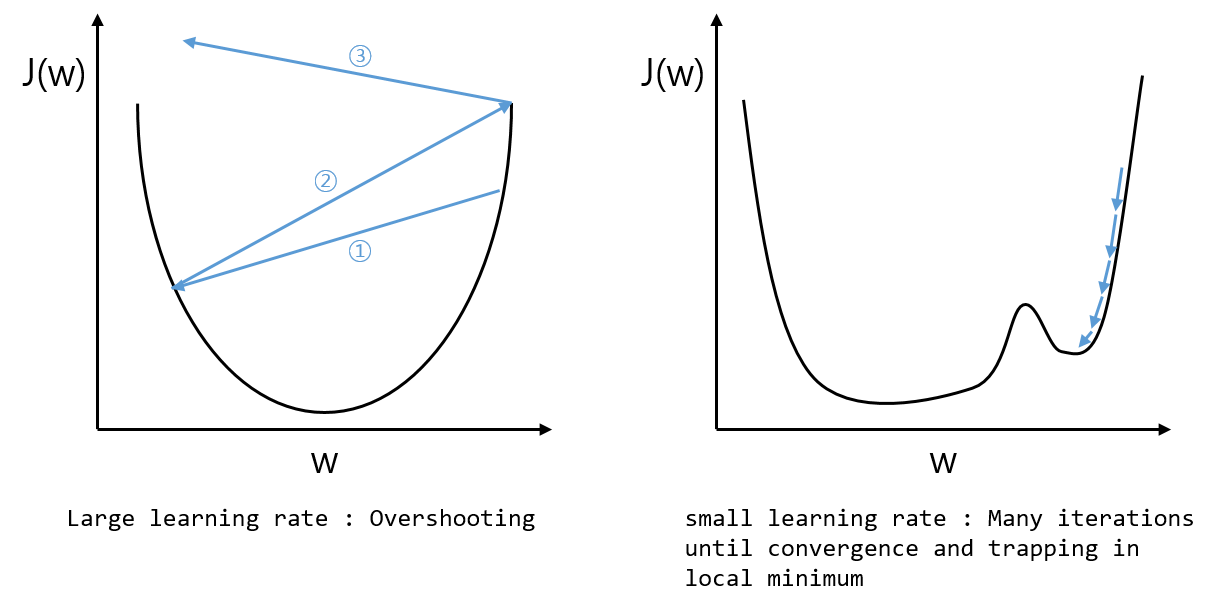 J(w)
③
②
①
w
Large learning rate : Overshooting
J(w)
w
small learning rate : Many iterations
until convergence and trapping in
local minimum